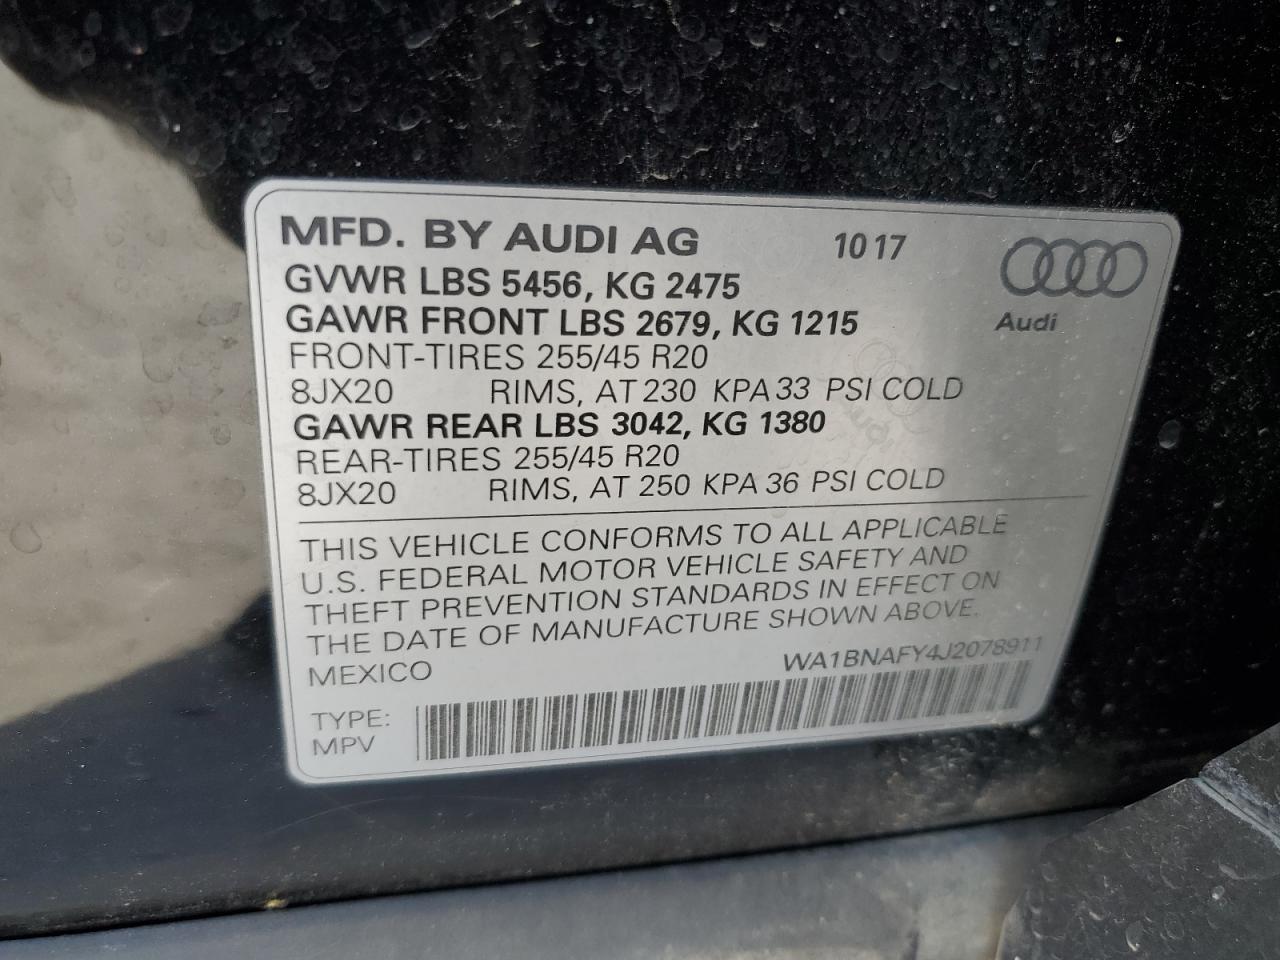 MFD. BY AUDI AG 10 17
GVWR LBS 5456, KG 2475
GAWR FRONT LBS 2679, KG 1215
Audi
FRONT-TIRES 255/45 R20
8JX20 RIMS, AT 230 KPA 33 PSI COLD
GAWR REAR LBS 3042, KG 1380
REAR-TIRES 255/45 R20
8JX20 RIMS, AT 250 KPA 36 PSI COLD
THIS VEHICLE CONFORMS TO ALL APPLICABLE
U.S. FEDERAL MOTOR VEHICLE SAFETY AND
THEFT PREVENTION STANDARDS IN EFFECT ON
THE DATE OF MANUFACTURE SHOWN ABOVE.
MEXICO WA1BNAFY4J2078911
TYPE:
MPV